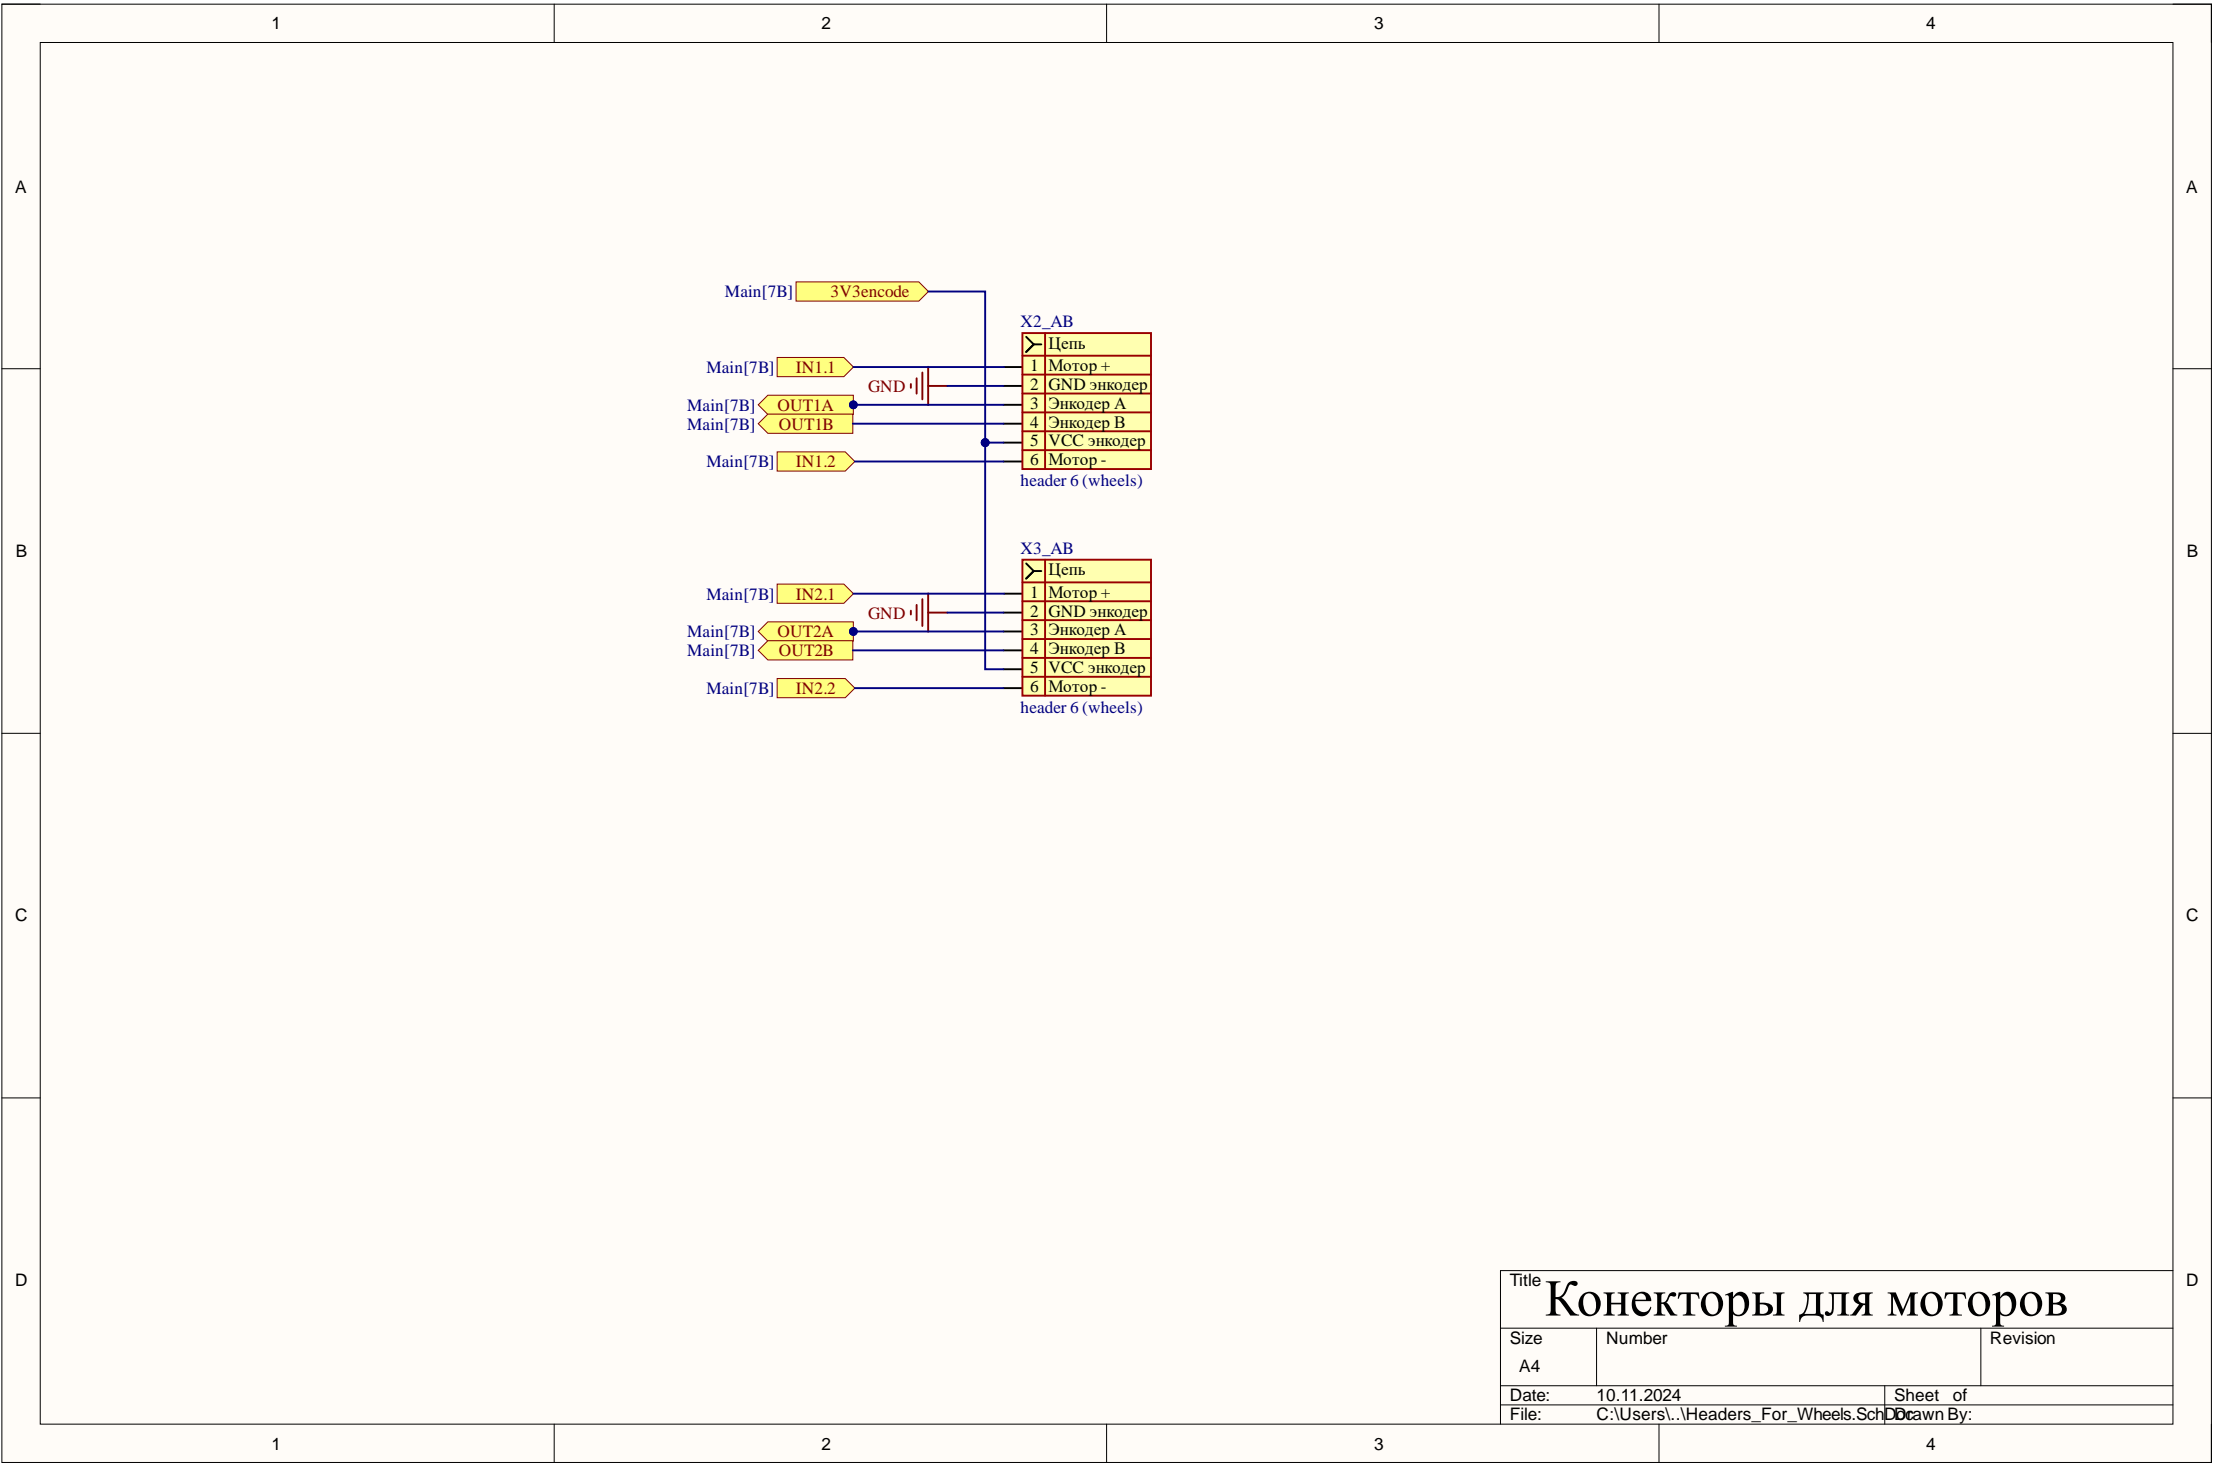 1 2 3 4
A A
Main[7B] 3V3encode
X2_AB
Цепь
Main[7B] IN1.1 1 Мотор +
GND 2 GND энкодер
Main[7B] OUT1A 3 Энкодер A
Main[7B] OUT1B 4 Энкодер B
5 VCC энкодер
Main[7B] IN1.2 6 Мотор -
header 6 (wheels)
B B
X3_AB
Цепь
Main[7B] IN2.1 1 Мотор +
GND 2 GND энкодер
Main[7B] OUT2A 3 Энкодер A
Main[7B] OUT2B 4 Энкодер B
5 VCC энкодер
Main[7B] IN2.2 6 Мотор -
header 6 (wheels)
C C
D D
Title Конекторы для моторов
Size Number Revision
A4
Date: 10.11.2024 Sheet of
File: C:\Users\..\Headers_For_Wheels.SchDoc Drawn By:
1 2 3 4